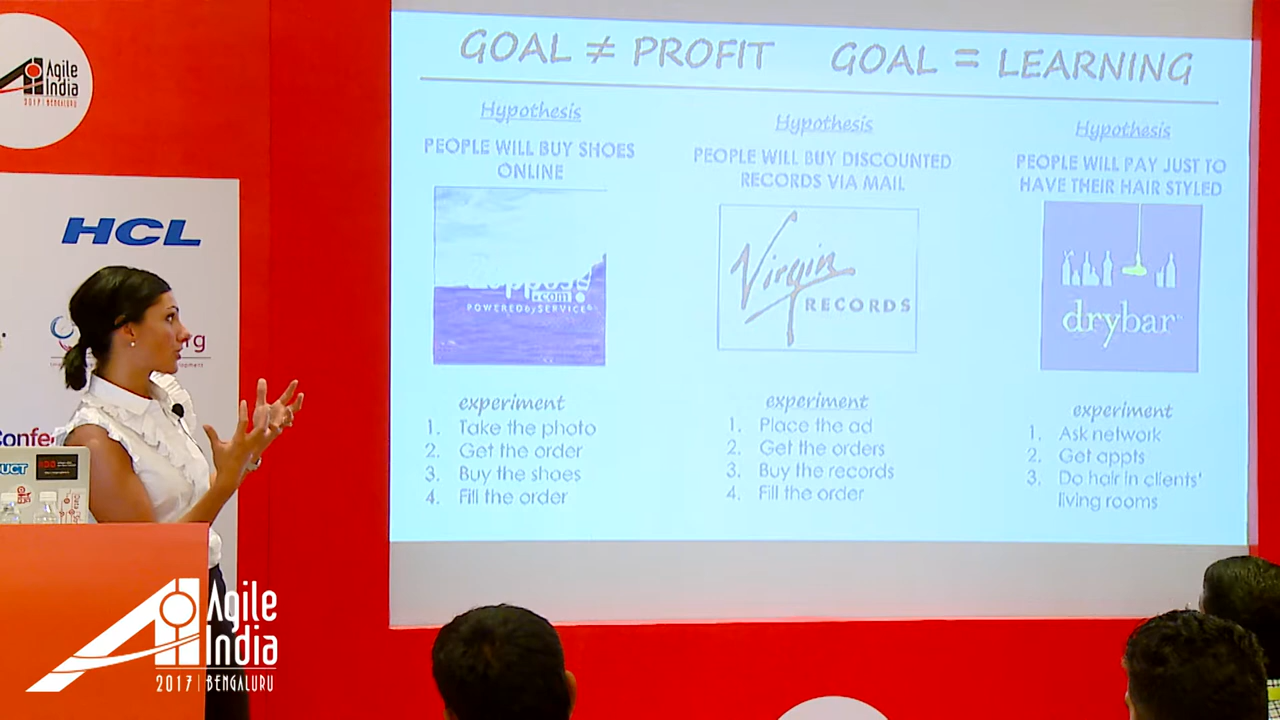 GOAL ≠ PROFIT GOAL = LEARNING
Hypothesis
PEOPLE WILL BUY SHOES
ONLINE
Zappos
.com
POWERED by SERVICE
experiment
1. Take the photo
2. Get the order
3. Buy the shoes
4. Fill the order
Hypothesis
PEOPLE WILL BUY DISCOUNTED
RECORDS VIA MAIL
Virgin
RECORDS
experiment
1. Place the ad
2. Get the orders
3. Buy the records
4. Fill the order
Hypothesis
PEOPLE WILL PAY JUST TO
HAVE THEIR HAIR STYLED
drybar
experiment
1. Ask network
2. Get appts
3. Do hair in clients'
living rooms
Agile
India
2017 | BENGALURU
HCL
Confe
UCT
Agile
India
2017 | BENGALURU